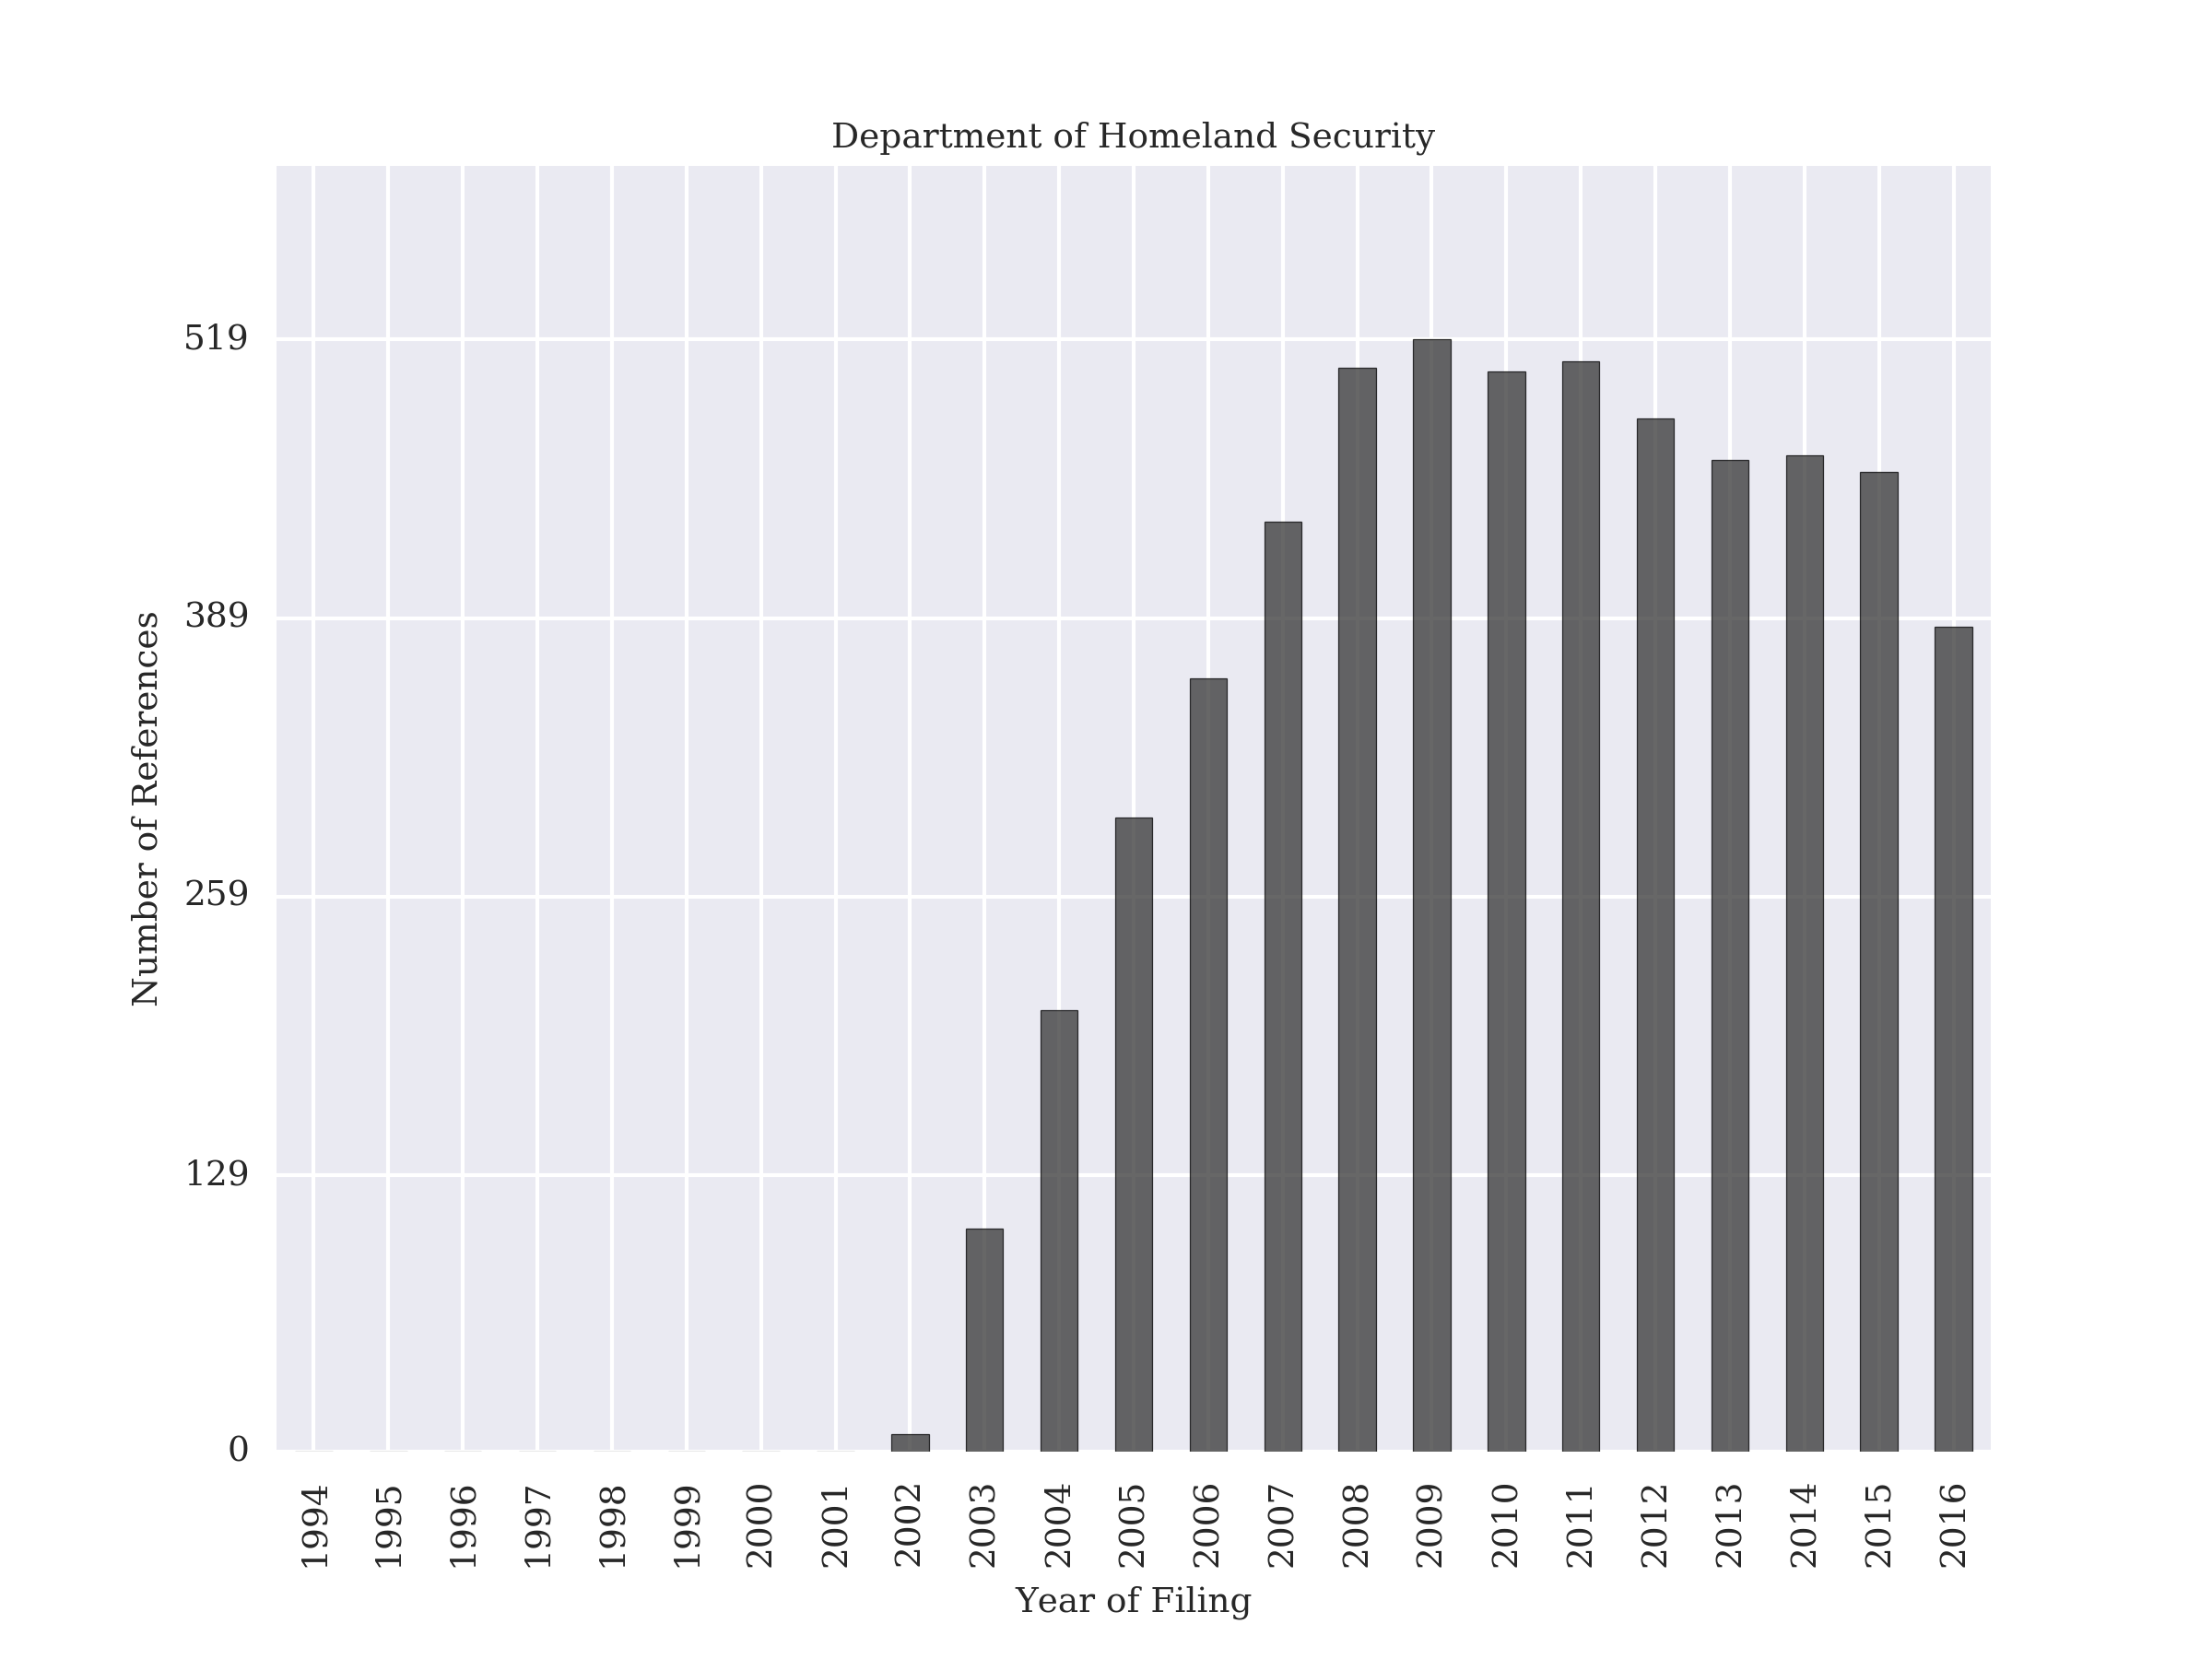 Department of Homeland Security
Number of References
519
389
259
129
0
1994 1995 1996 1997 1998 1999 2000 2001 2002 2003 2004 2005 2006 2007 2008 2009 2010 2011 2012 2013 2014 2015 2016
Year of Filing